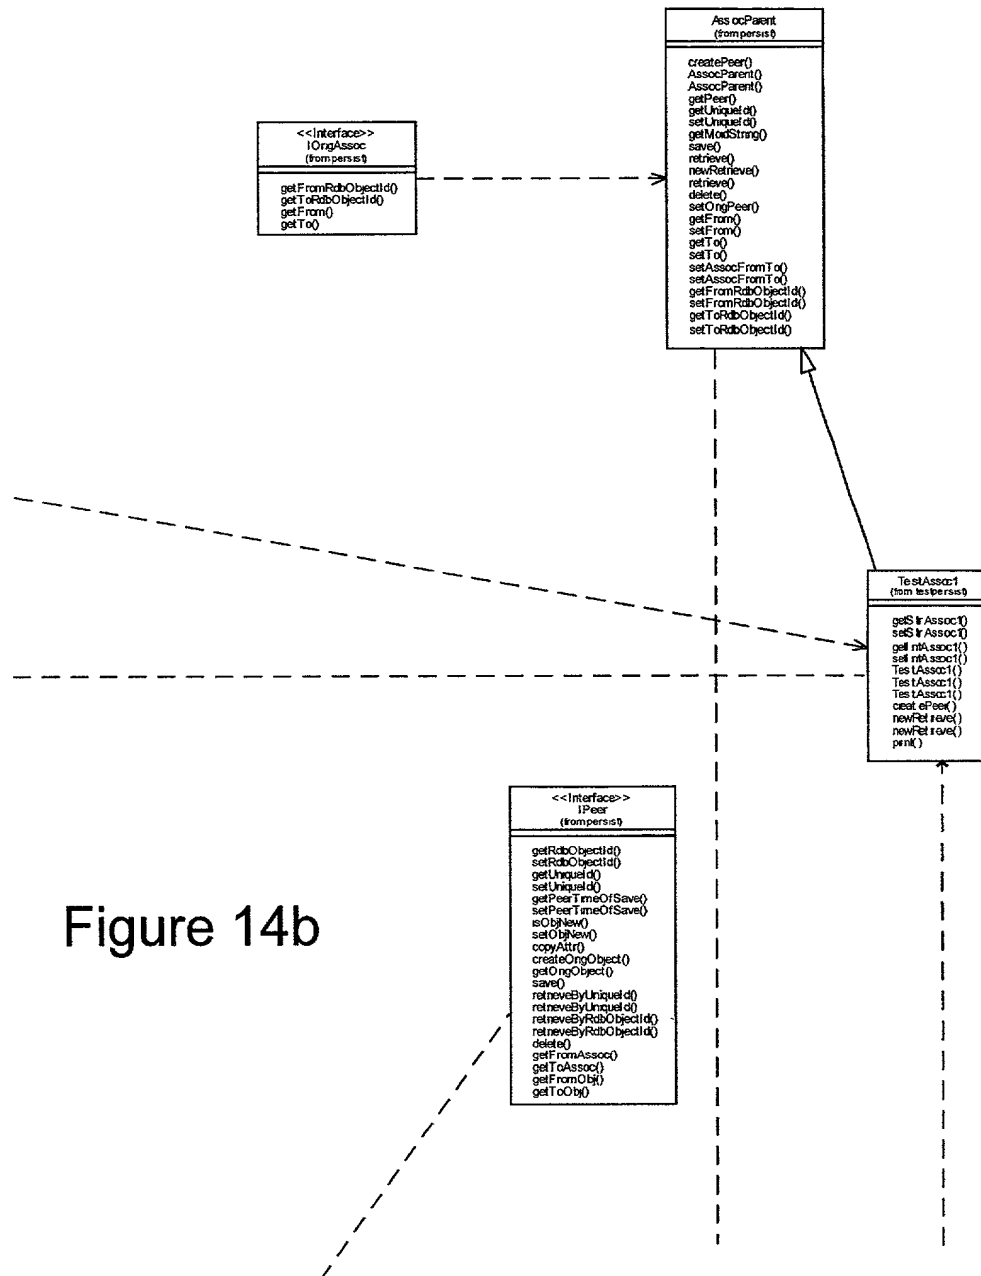 AssocParent
(from persist)
createPeer()
AssocParent()
AssocParent()
getPeer()
getUniqueId()
setUniqueId()
getModString()
save()
retrieve()
newRetrieve()
retrieve()
delete()
setOrigPeer()
getFrom()
setFrom()
getTo()
setTo()
setAssocFromTo()
setAssocFromTo()
getFromRdbObjectId()
setFromRdbObjectId()
getToRdbObjectId()
setToRdbObjectId()
<<Interface>>
IOrigAssoc
(from persist)
getFromRdbObjectId()
getToRdbObjectId()
getFrom()
getTo()
TestAssoc1
(from testpersist)
getStrAssoc1()
setStrAssoc1()
getIntAssoc1()
setIntAssoc1()
TestAssoc1()
TestAssoc1()
TestAssoc1()
createPeer()
newRetrieve()
newRetrieve()
print()
<<Interface>>
IPeer
(from persist)
getRdbObjectId()
setRdbObjectId()
getUniqueId()
setUniqueId()
getPeerTimeOfSave()
setPeerTimeOfSave()
isObjNew()
setObjNew()
copyAttr()
createOrigObject()
getOrigObject()
save()
retrieveByUniqueId()
retrieveByUniqueId()
retrieveByRdbObjectId()
retrieveByRdbObjectId()
delete()
getFromAssoc()
getToAssoc()
getFromObj()
getToObj()
Figure 14b